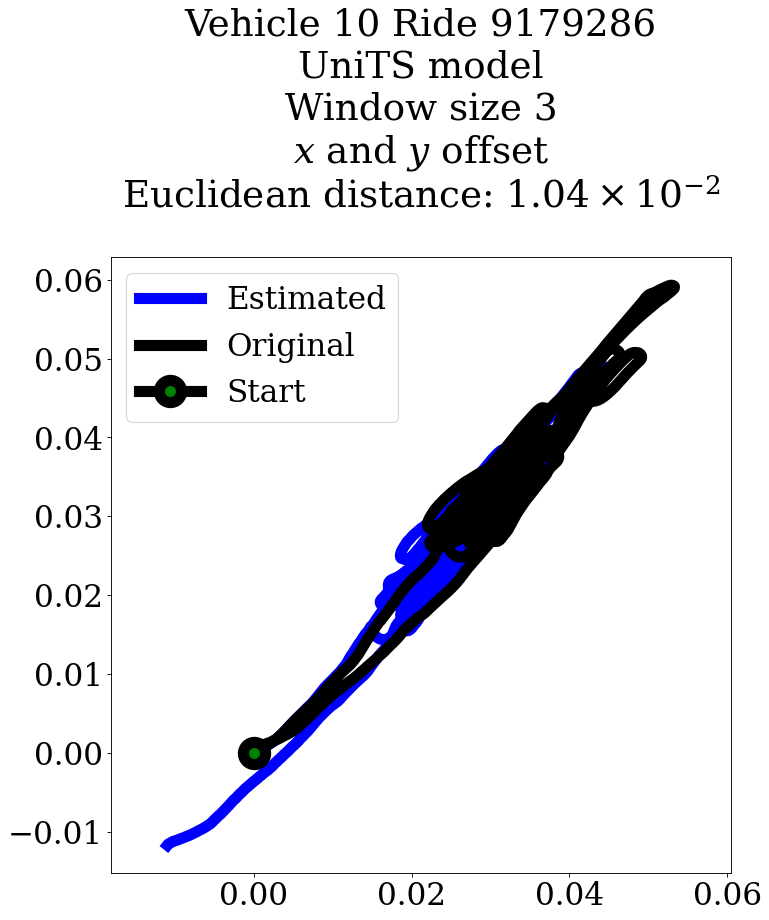 Vehicle 10 Ride 9179286
UniTS model
Window size 3
x and y offset
Euclidean distance: 1.04 × 10⁻²
Estimated
Original
Start
0.06
0.05
0.04
0.03
0.02
0.01
0.00
−0.01
0.00 0.02 0.04 0.06